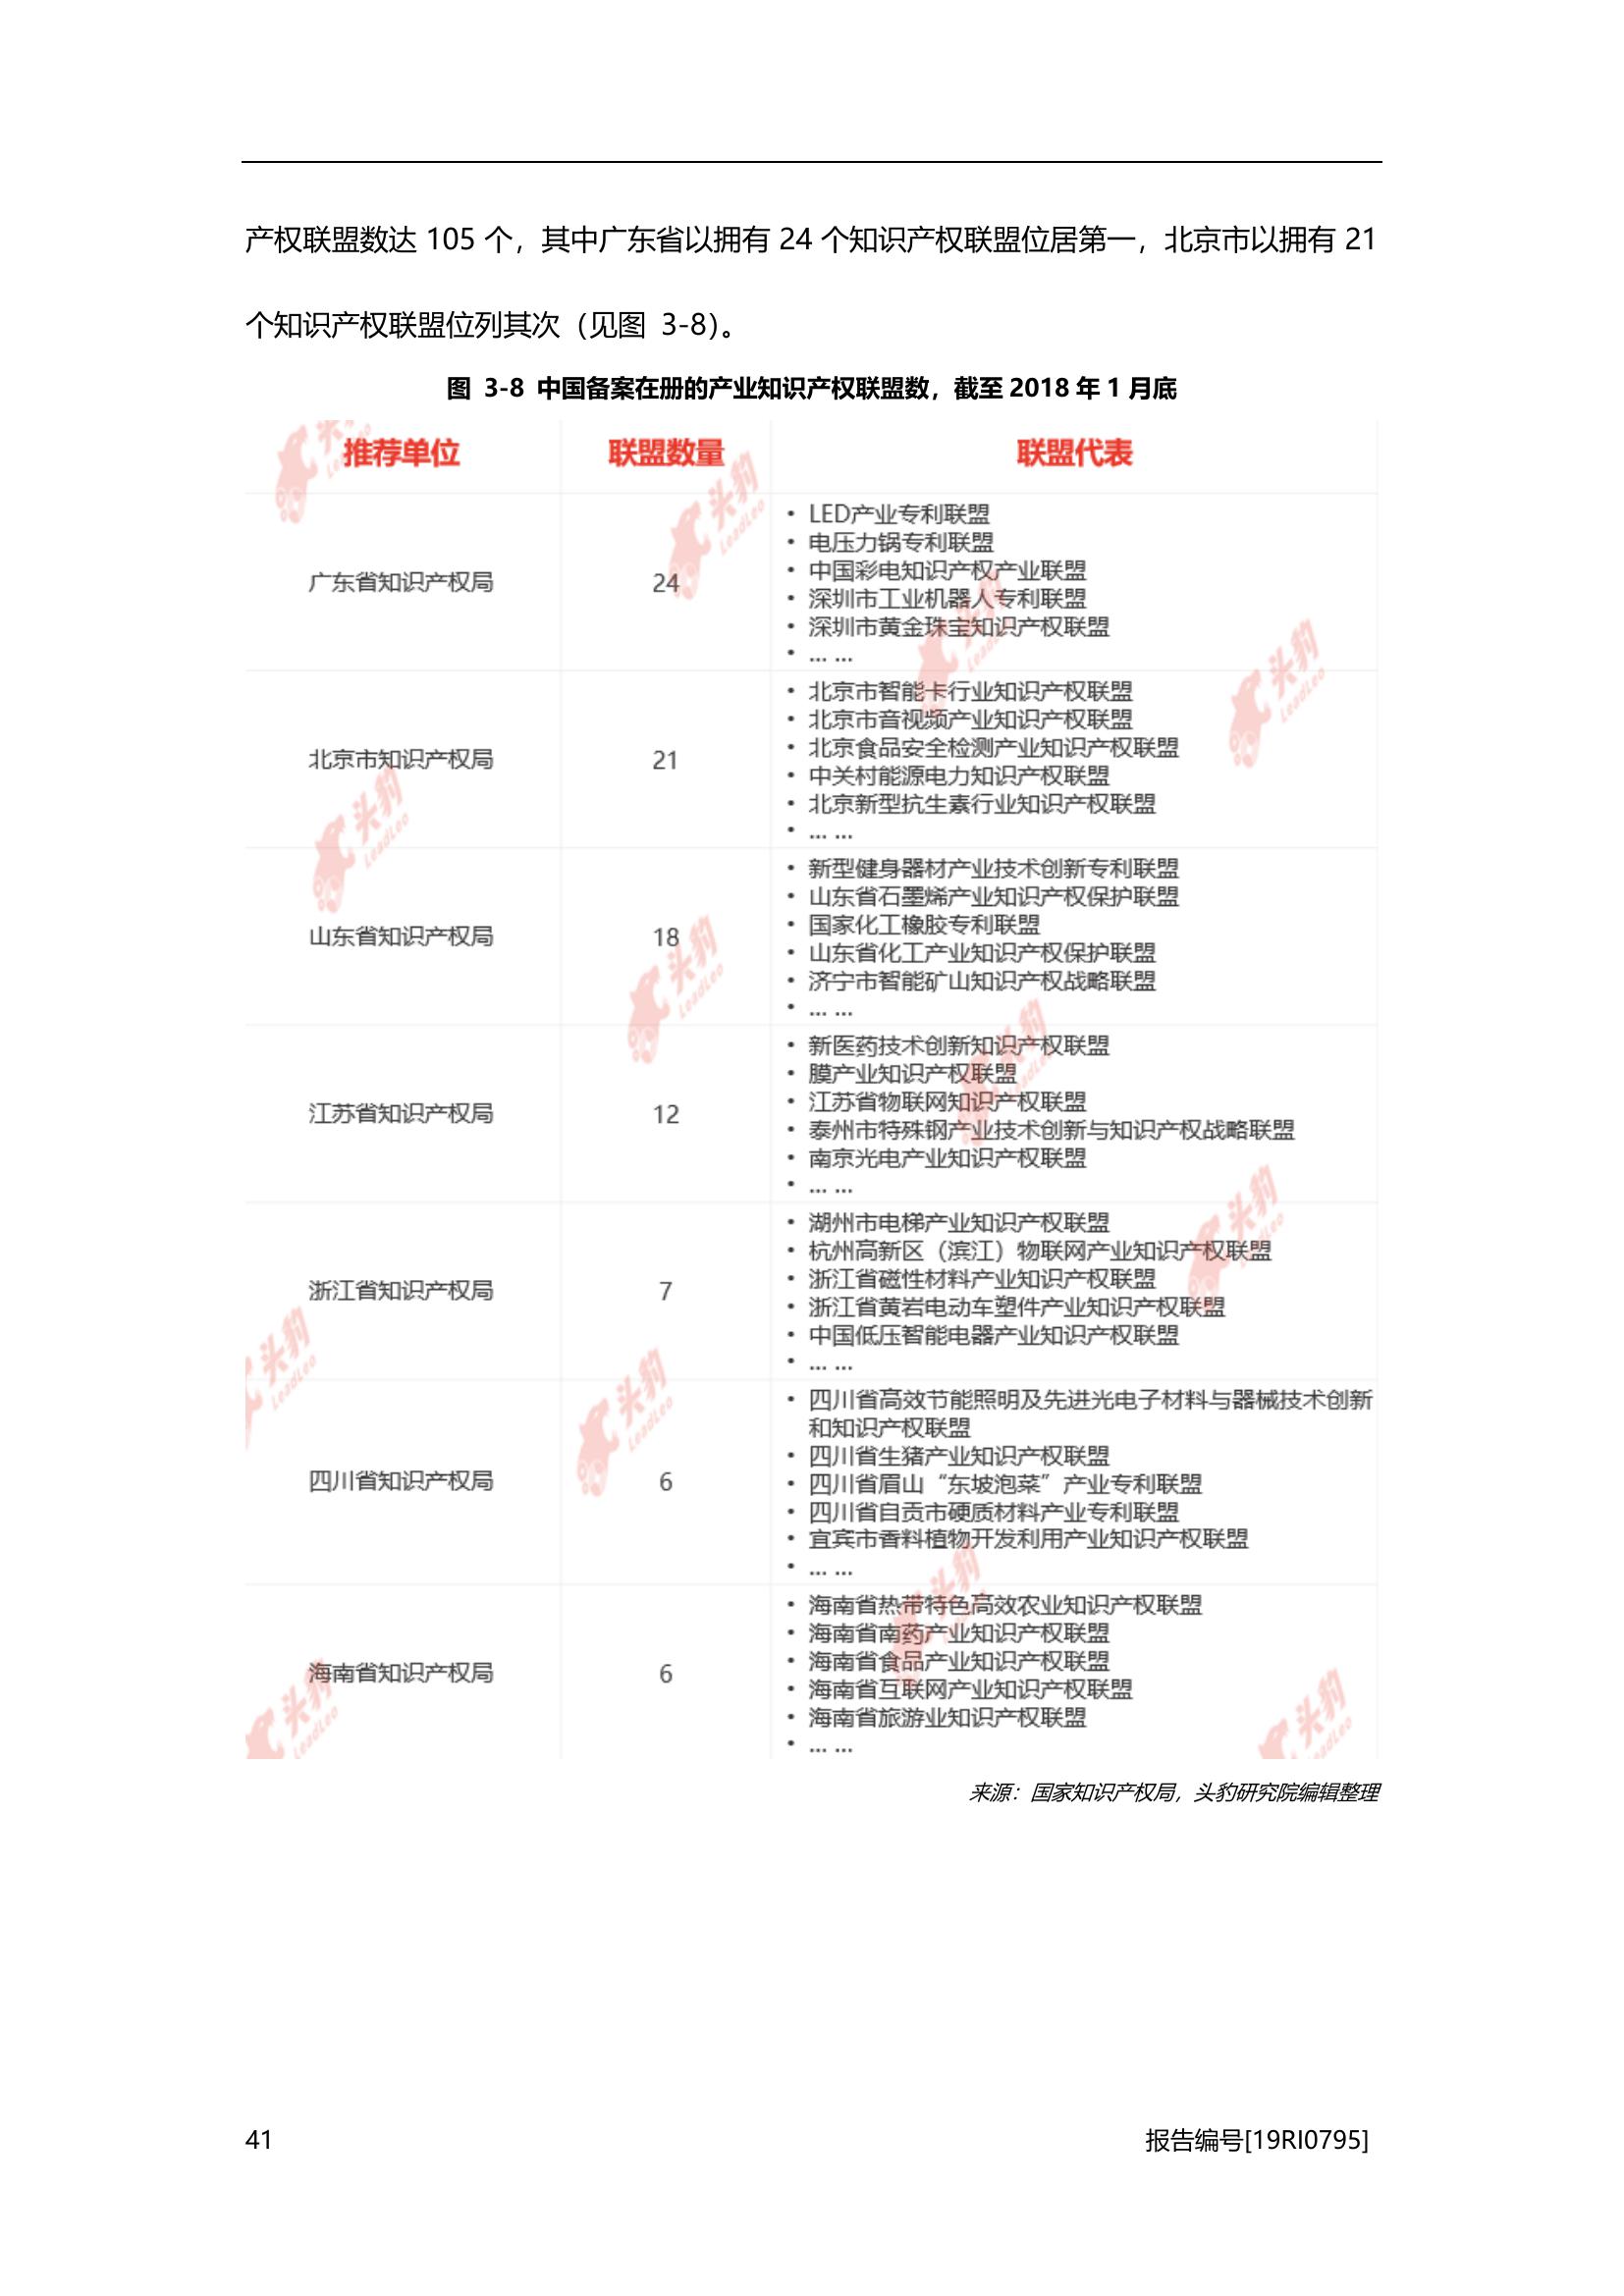 产权联盟数达 105 个，其中广东省以拥有 24 个知识产权联盟位居第一，北京市以拥有 21
个知识产权联盟位列其次（见图 3-8）。
图 3-8 中国备案在册的产业知识产权联盟数，截至 2018 年 1 月底
推荐单位 联盟数量 联盟代表
广东省知识产权局 24
• LED产业专利联盟
• 电压力锅专利联盟
• 中国彩电知识产权产业联盟
• 深圳市工业机器人专利联盟
• 深圳市黄金珠宝知识产权联盟
• ... ...
北京市知识产权局 21
• 北京市智能卡行业知识产权联盟
• 北京市音视频产业知识产权联盟
• 北京食品安全检测产业知识产权联盟
• 中关村能源电力知识产权联盟
• 北京新型抗生素行业知识产权联盟
• ... ...
山东省知识产权局 18
• 新型健身器材产业技术创新专利联盟
• 山东省石墨烯产业知识产权保护联盟
• 国家化工橡胶专利联盟
• 山东省化工产业知识产权保护联盟
• 济宁市智能矿山知识产权战略联盟
• ... ...
江苏省知识产权局 12
• 新医药技术创新知识产权联盟
• 膜产业知识产权联盟
• 江苏省物联网知识产权联盟
• 泰州市特殊钢产业技术创新与知识产权战略联盟
• 南京光电产业知识产权联盟
• ... ...
浙江省知识产权局 7
• 湖州市电梯产业知识产权联盟
• 杭州高新区（滨江）物联网产业知识产权联盟
• 浙江省磁性材料产业知识产权联盟
• 浙江省黄岩电动车塑件产业知识产权联盟
• 中国低压智能电器产业知识产权联盟
• ... ...
四川省知识产权局 6
• 四川省高效节能照明及先进光电子材料与器械技术创新
和知识产权联盟
• 四川省生猪产业知识产权联盟
• 四川省眉山“东坡泡菜”产业专利联盟
• 四川省自贡市硬质材料产业专利联盟
• 宜宾市香料植物开发利用产业知识产权联盟
• ... ...
海南省知识产权局 6
• 海南省热带特色高效农业知识产权联盟
• 海南省南药产业知识产权联盟
• 海南省食品产业知识产权联盟
• 海南省互联网产业知识产权联盟
• 海南省旅游业知识产权联盟
• ... ...
头豹
LeadLeo
来源：国家知识产权局，头豹研究院编辑整理
41 报告编号[19RI0795]